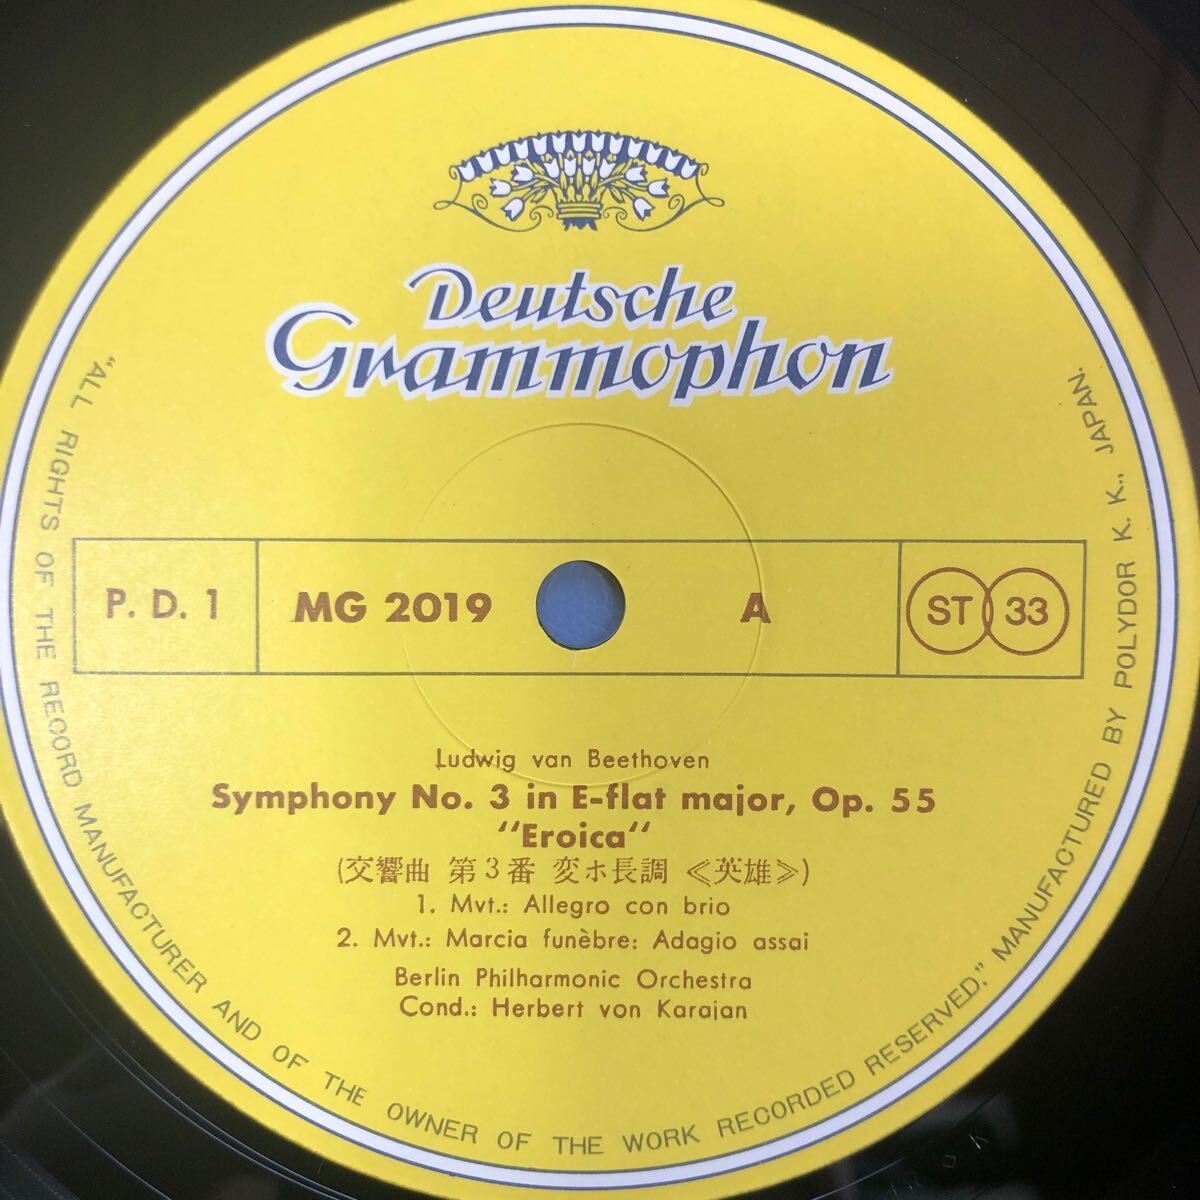 Deutsche
Grammophon
P. D. 1
MG 2019
A
ST 33
Ludwig van Beethoven
Symphony No. 3 in E-flat major, Op. 55
“Eroica“
(交響曲 第3番 変ホ長調 ≪英雄≫)
1. Mvt.: Allegro con brio
2. Mvt.: Marcia funèbre: Adagio assai
Berlin Philharmonic Orchestra
Cond.: Herbert von Karajan
"ALL RIGHTS OF THE RECORD MANUFACTURER AND OF THE OWNER OF THE WORK RECORDED RESERVED." MANUFACTURED BY POLYDOR K. K., JAPAN.